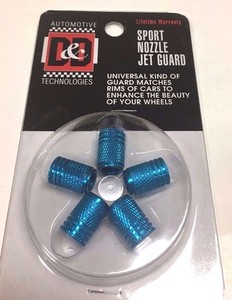 AUTOMOTIVE
D&D
TECHNOLOGIES
Lifetime Warranty
SPORT
NOZZLE
JET GUARD
UNIVERSAL KIND OF
GUARD MATCHES
RIMS OF CARS TO
ENHANCE THE BEAUTY
OF YOUR WHEELS